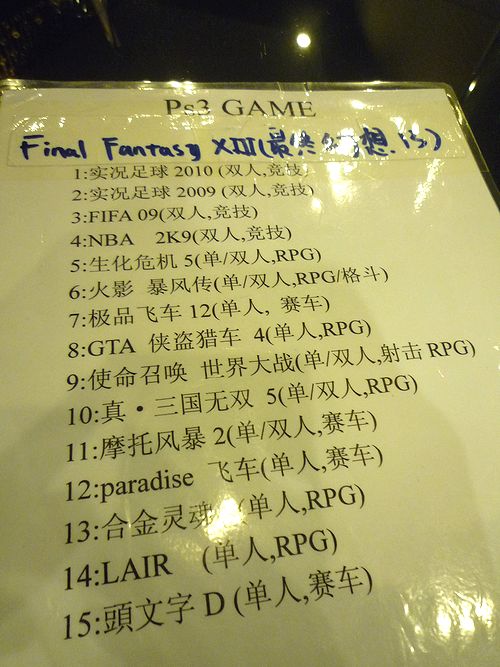 Ps3 GAME
Final Fantasy XIII(最终幻想13)
1:实况足球 2010 (双人,竞技)
2:实况足球 2009 (双人,竞技)
3:FIFA 09(双人,竞技)
4:NBA 2K9(双人,竞技)
5:生化危机 5(单/双人,RPG)
6:火影 暴风传(单/双人,RPG/格斗)
7:极品飞车 12(单人, 赛车)
8:GTA 侠盗猎车 4(单人,RPG)
9:使命召唤 世界大战(单/双人,射击 RPG)
10:真·三国无双 5(单/双人,RPG)
11:摩托风暴 2(单/双人,赛车)
12:paradise 飞车(单人,赛车)
13:合金灵魂 (单人,RPG)
14:LAIR (单人,RPG)
15:頭文字 D (单人,赛车)